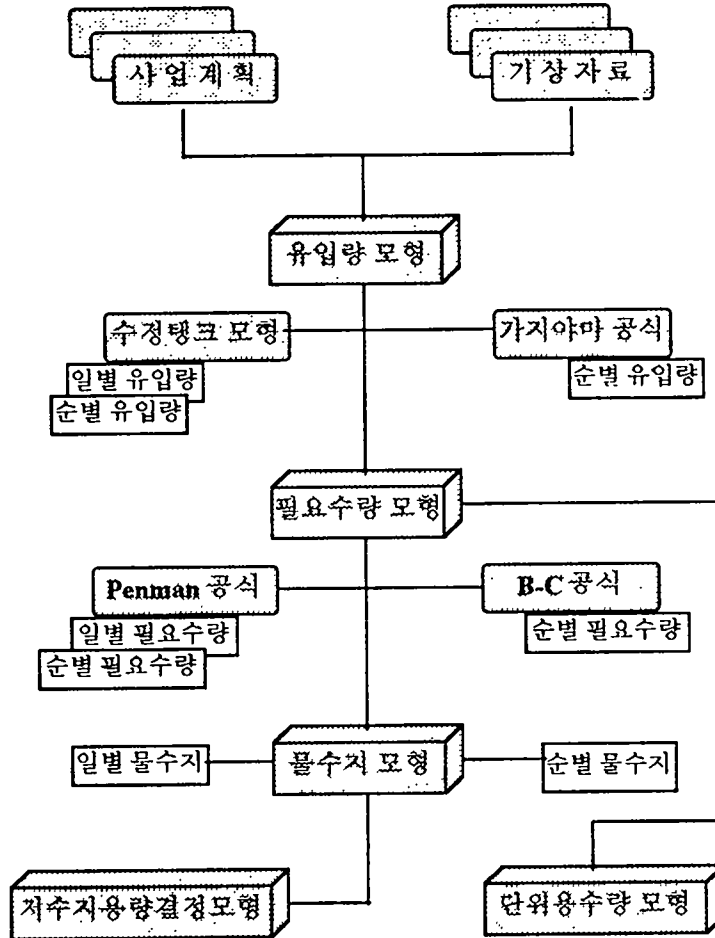 사업계획
기상자료
유입량 모형
수정탱크 모형
가지야마 공식
일별 유입량
순별 유입량
순별 유입량
필요수량 모형
Penman 공식
B-C 공식
일별 필요수량
순별 필요수량
순별 필요수량
일별 물수지
물수지 모형
순별 물수지
저수지용량결정모형
단위용수량 모형